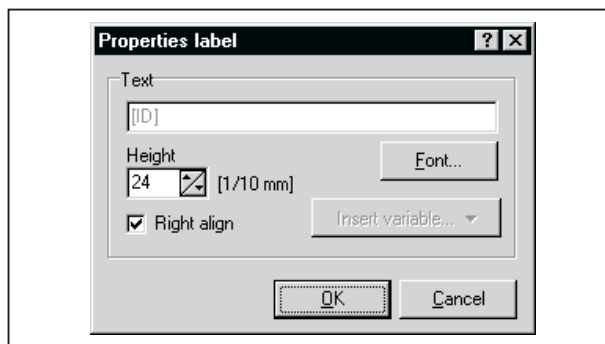 Properties label
Text
[ID]
Height
Font...
24 [1/10 mm]
Right align
Insert variable...
OK
Cancel